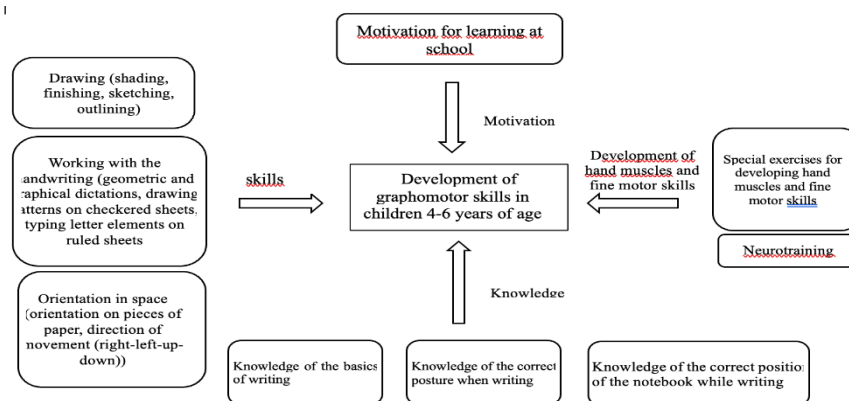 Motivation for learning at
school
Drawing (shading,
finishing, sketching,
outlining)
Motivation
Working with the
andwriting (geometric and
raphical dictations, drawing
atterns on checkered sheets,
typing letter elements on
ruled sheets
skills
Development of
graphomotor skills in
children 4-6 years of age
Development of
hand muscles and
fine motor skills
Special exercises for
developing hand
muscles and fine
motor skills
Neurotraining
Orientation in space
(orientation on pieces of
paper, direction of
movement (right-left-up-
down))
Knowledge
Knowledge of the basics
of writing
Knowledge of the correct
posture when writing
Knowledge of the correct positio
of the notebook while writing